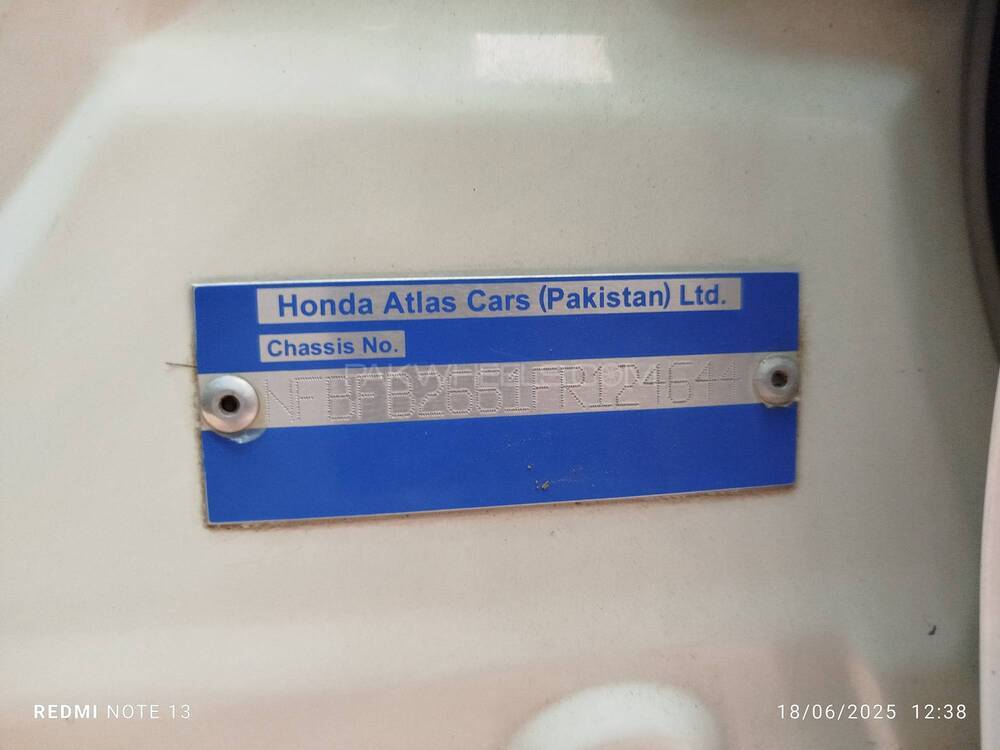 Honda Atlas Cars (Pakistan) Ltd.
Chassis No.
NFBFB2661FR124644
REDMI NOTE 13
18/06/2025 12:38